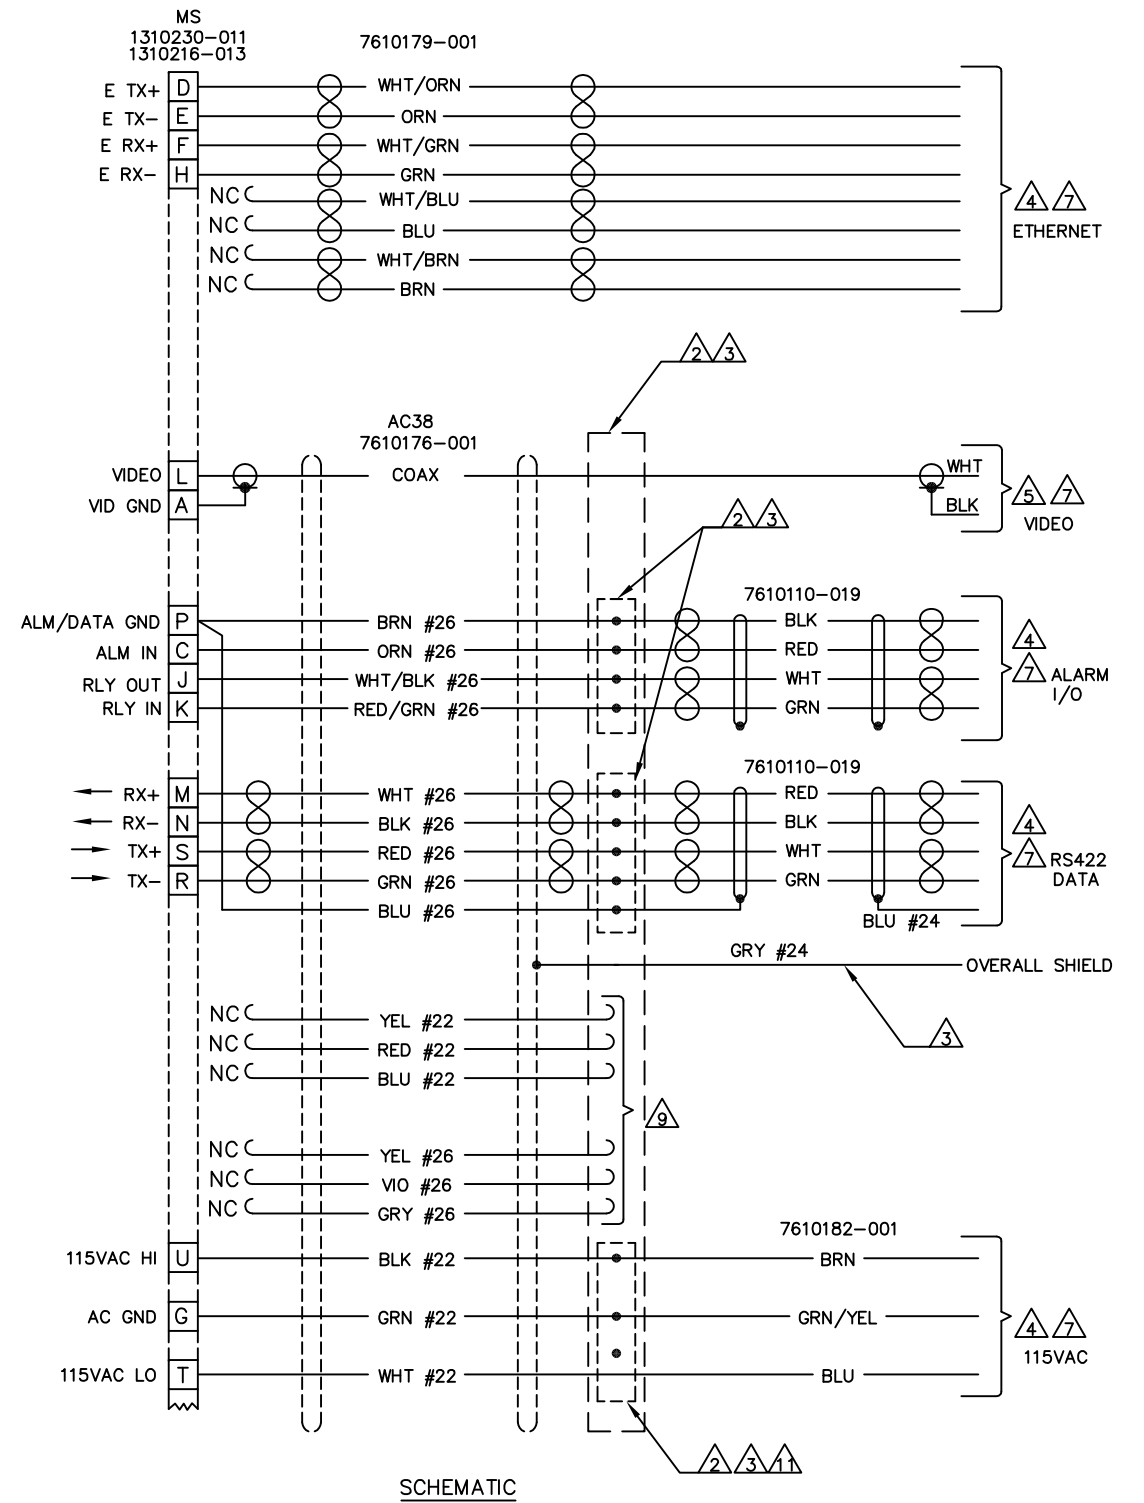 MS
1310230-011
1310216-013
7610179-001
E TX+ D WHT/ORN
E TX- E ORN
E RX+ F WHT/GRN
E RX- H GRN
NC WHT/BLU
NC BLU
NC WHT/BRN
NC BRN
4 7
ETHERNET
2 3
AC38
7610176-001
VIDEO L COAX WHT
VID GND A BLK
5 7
VIDEO
2 3
7610110-019
ALM/DATA GND P BRN #26 BLK
ALM IN C ORN #26 RED
RLY OUT J WHT/BLK #26 WHT
RLY IN K RED/GRN #26 GRN
4
7 ALARM
I/O
7610110-019
RX+ M WHT #26 RED
RX- N BLK #26 BLK
TX+ S RED #26 WHT
TX- R GRN #26 GRN
BLU #26 BLU #24
4
7 RS422
DATA
GRY #24 OVERALL SHIELD
3
NC YEL #22
NC RED #22
NC BLU #22
9
NC YEL #26
NC VIO #26
NC GRY #26
7610182-001
115VAC HI U BLK #22 BRN
AC GND G GRN #22 GRN/YEL
115VAC LO T WHT #22 BLU
4 7
115VAC
2 3 11
SCHEMATIC